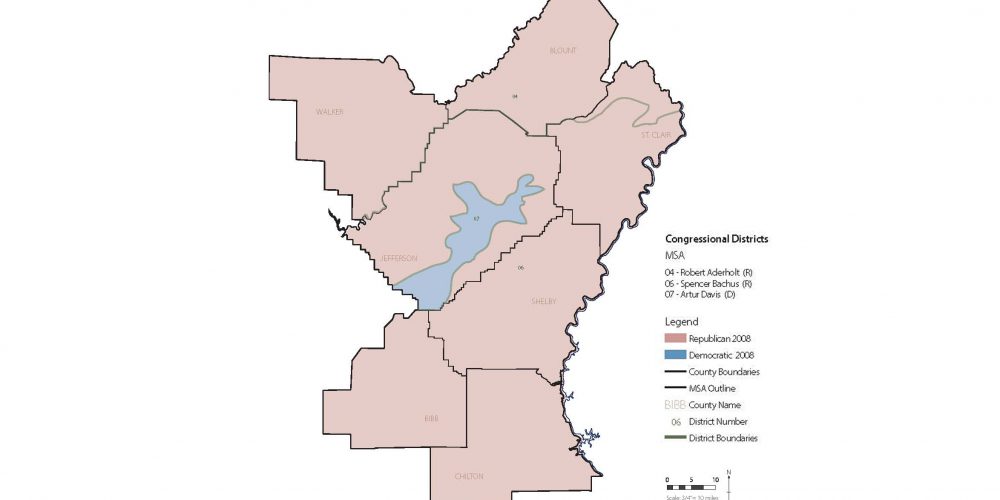 BLOUNT
04
WALKER
ST. CLAIR
07
JEFFERSON
06
SHELBY
BIBB
CHILTON
Congressional Districts
MSA
04 - Robert Aderholt (R)
06 - Spencer Bachus (R)
07 - Artur Davis (D)
Legend
Republican 2008
Democratic 2008
County Boundaries
MSA Outline
BIBB County Name
06 District Number
District Boundaries
0 5 10
N
Scale: 3/4"= 10 miles